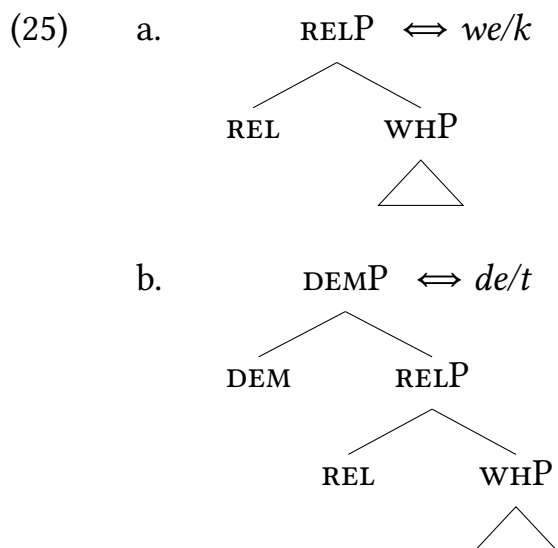 (25) a. RELP ⇔ we/k
REL WHP
b. DEMP ⇔ de/t
DEM RELP
REL WHP